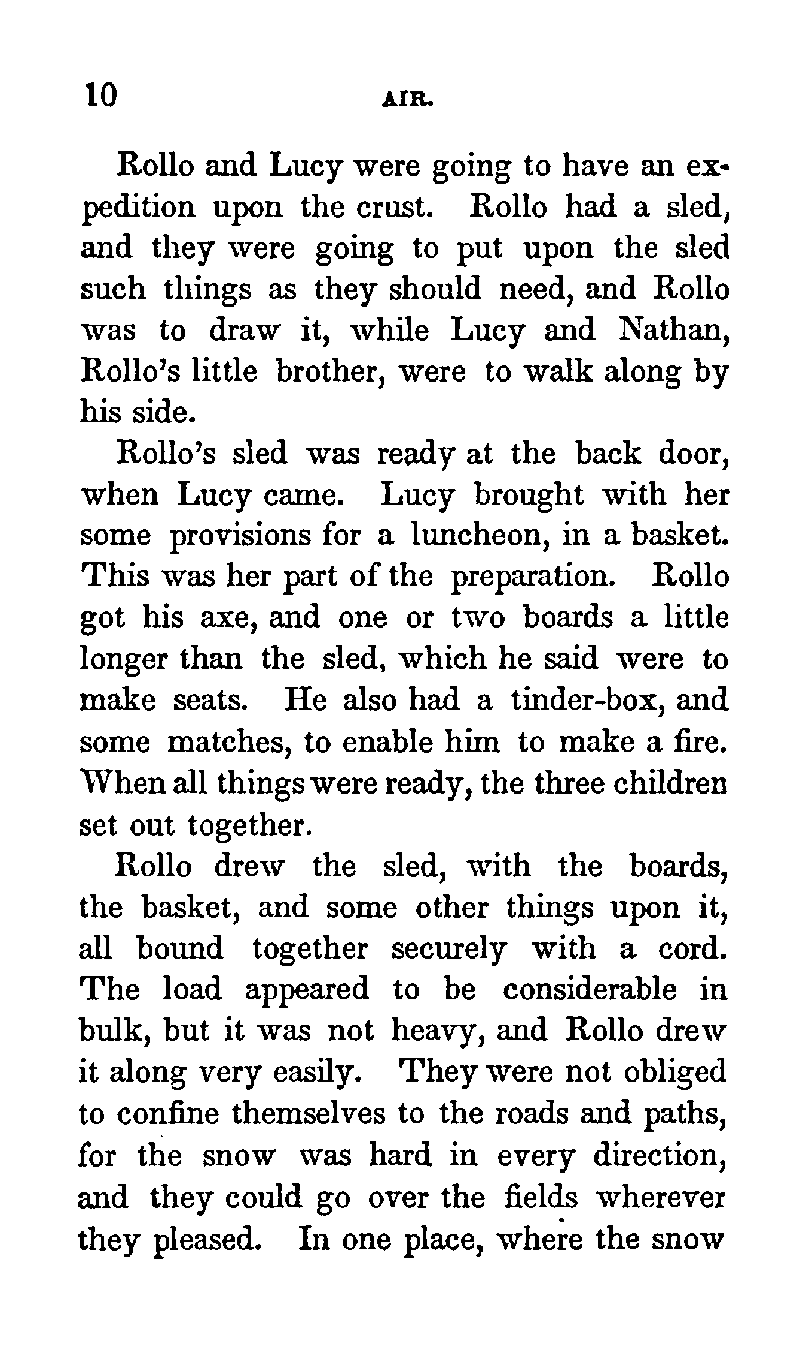 10 AIR.
Rollo and Lucy were going to have an ex-
pedition upon the crust. Rollo had a sled,
and they were going to put upon the sled
such things as they should need, and Rollo
was to draw it, while Lucy and Nathan,
Rollo's little brother, were to walk along by
his side.
Rollo's sled was ready at the back door,
when Lucy came. Lucy brought with her
some provisions for a luncheon, in a basket.
This was her part of the preparation. Rollo
got his axe, and one or two boards a little
longer than the sled, which he said were to
make seats. He also had a tinder-box, and
some matches, to enable him to make a fire.
When all things were ready, the three children
set out together.
Rollo drew the sled, with the boards,
the basket, and some other things upon it,
all bound together securely with a cord.
The load appeared to be considerable in
bulk, but it was not heavy, and Rollo drew
it along very easily. They were not obliged
to confine themselves to the roads and paths,
for the snow was hard in every direction,
and they could go over the fields wherever
they pleased. In one place, where the snow